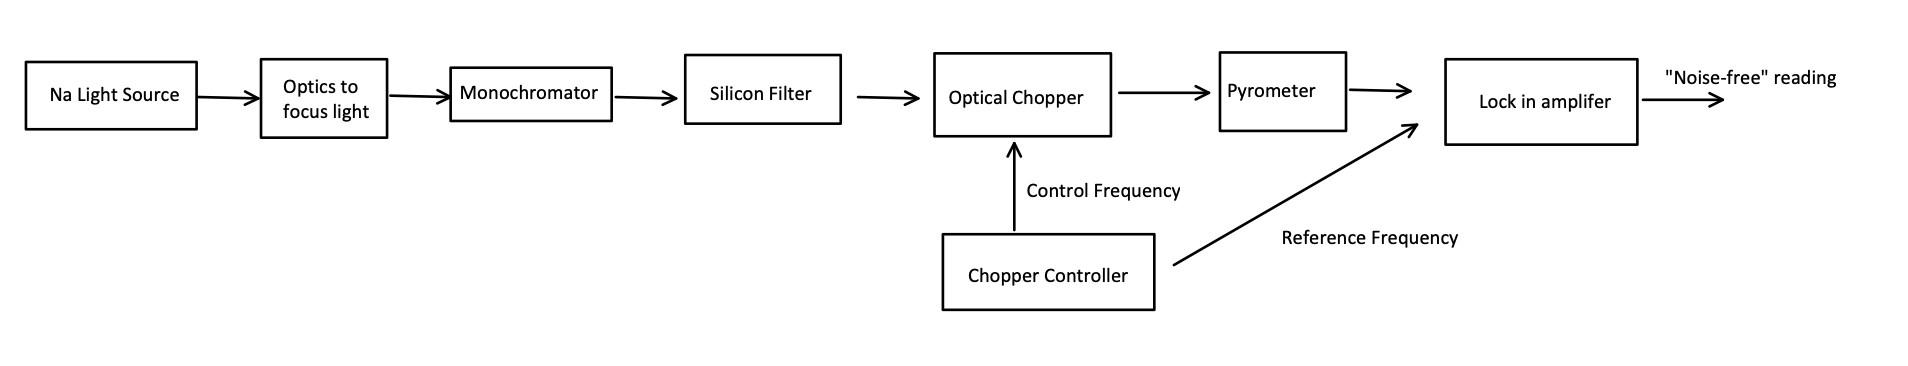 Na Light Source
Optics to
focus light
Monochromator
Silicon Filter
Optical Chopper
Pyrometer
Lock in amplifer
"Noise-free" reading
Control Frequency
Reference Frequency
Chopper Controller